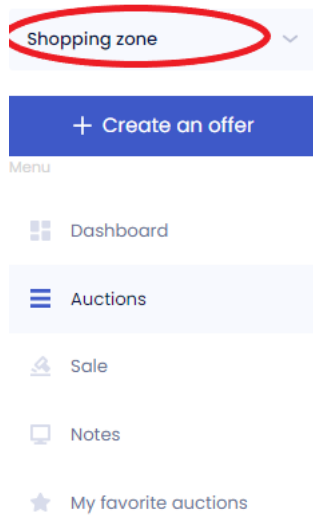 Shopping zone
+ Create an offer
Menu
Dashboard
Auctions
Sale
Notes
My favorite auctions